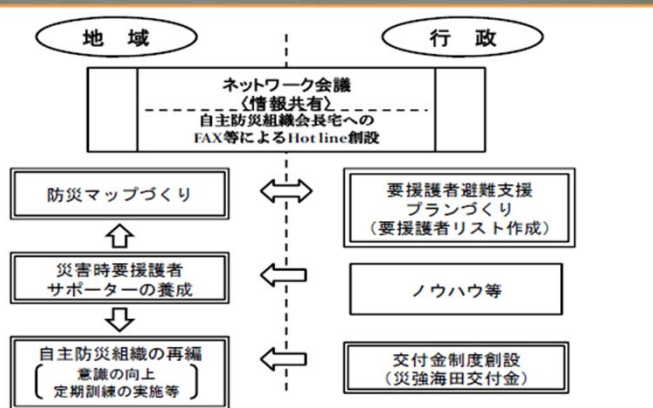 地　域
行　政
ネットワーク会議
〈情報共有〉
自主防災組織会長宅への
FAX等によるHot line創設
防災マップづくり
要援護者避難支援
プランづくり
（要援護者リスト作成）
災害時要援護者
サポーターの養成
ノウハウ等
自主防災組織の再編
意識の向上
定期訓練の実施等
交付金制度創設
（災強海田交付金）